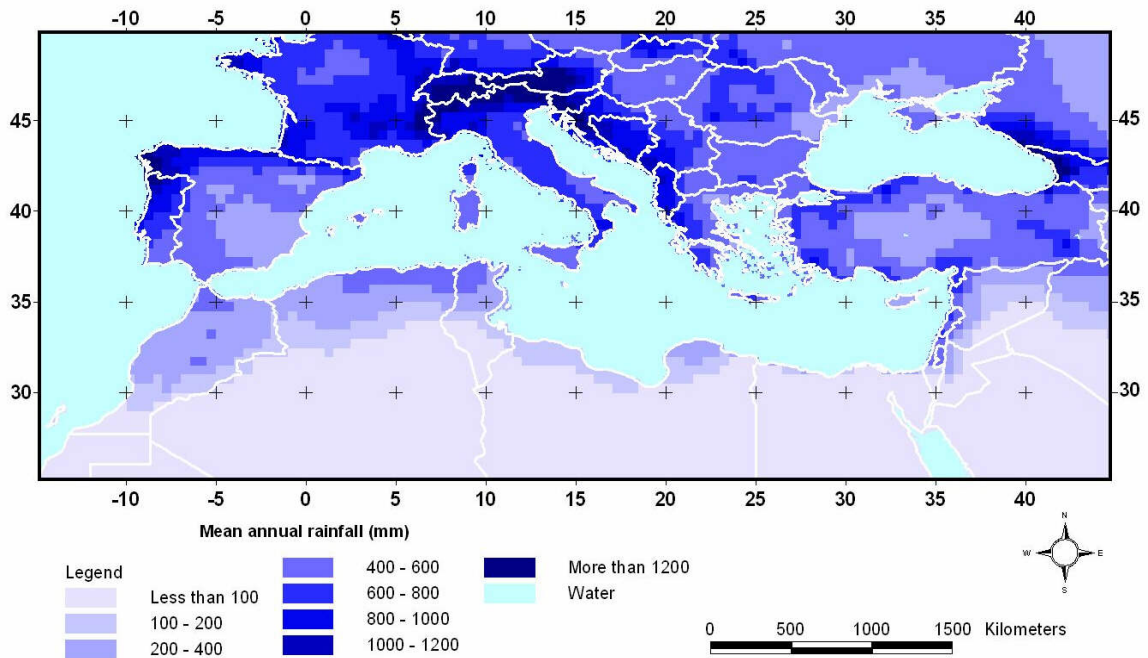 -10 -5 0 5 10 15 20 25 30 35 40
45 45
40 40
35 35
30 30
-10 -5 0 5 10 15 20 25 30 35 40
Mean annual rainfall (mm)
Legend
Less than 100
100 - 200
200 - 400
400 - 600
600 - 800
800 - 1000
1000 - 1200
More than 1200
Water
N
W E
S
0 500 1000 1500 Kilometers